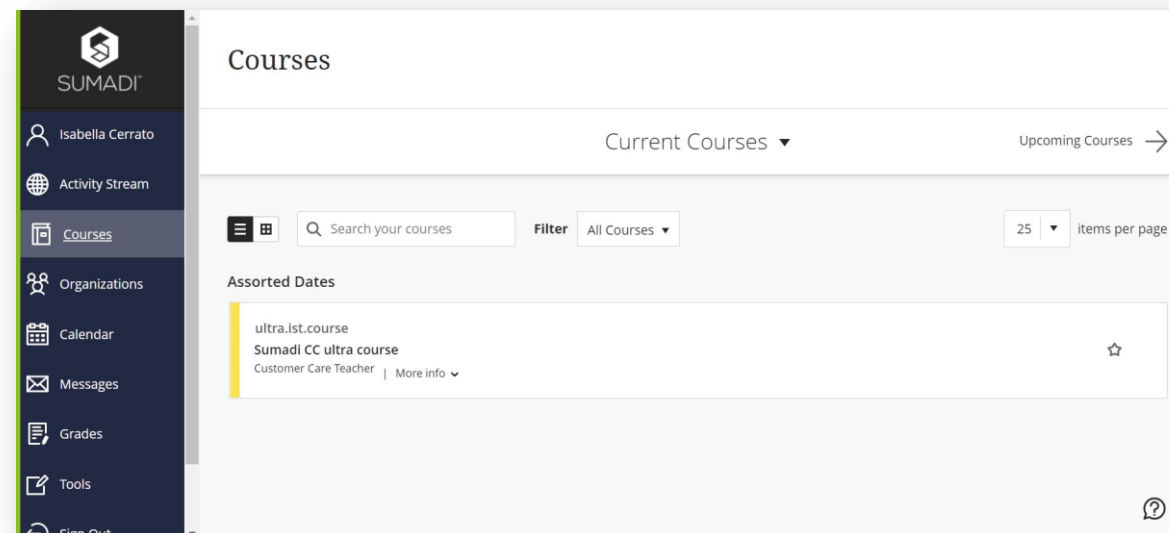 SUMADI
Courses
Isabella Cerrato
Current Courses
Upcoming Courses
Activity Stream
Courses
Search your courses
Filter
All Courses
25
items per page
Organizations
Assorted Dates
Calendar
ultra.ist.course
Sumadi CC ultra course
Customer Care Teacher | More info
Messages
Grades
Tools
Sign Out